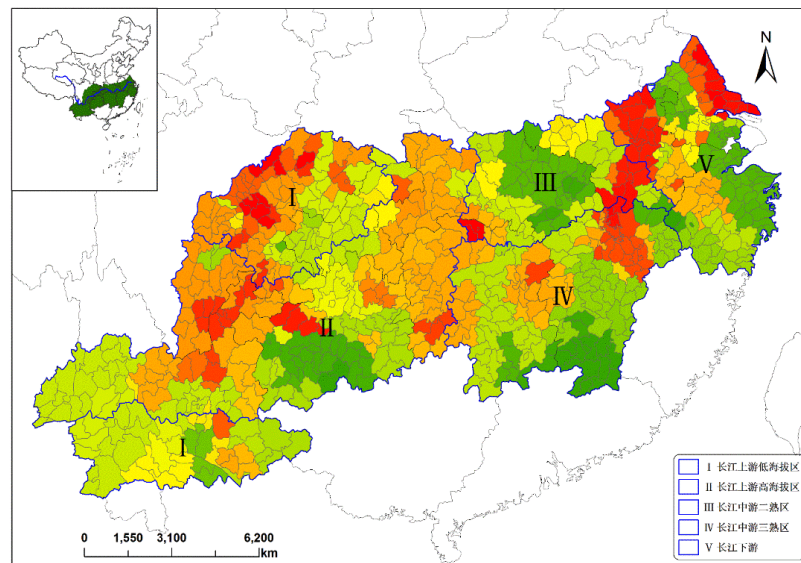 N
I
III
V
IV
II
I
I 长江上游低海拔区
II 长江上游高海拔区
III 长江中游二熟区
IV 长江中游三熟区
V 长江下游
0 1,550 3,100 6,200
km